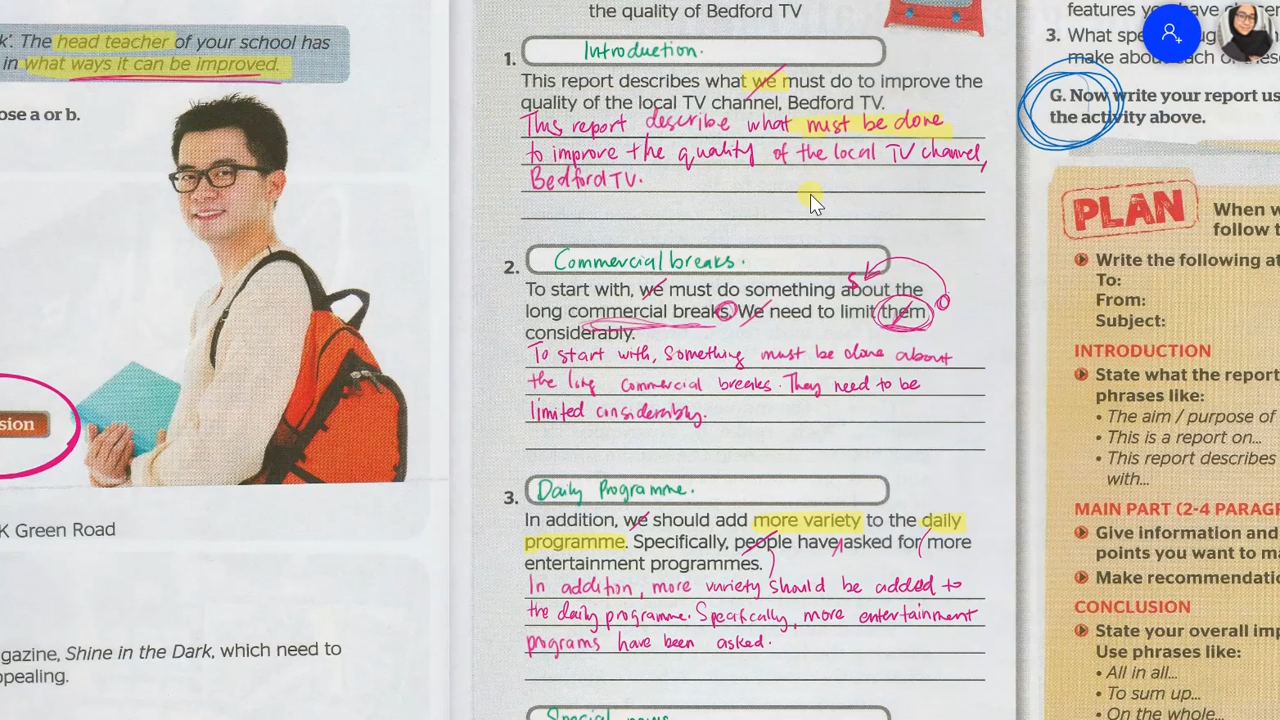 k'. The head teacher of your school has
in what ways it can be improved.
ose a or b.
sion
K Green Road
gazine, Shine in the Dark, which need to
pealing.
the quality of Bedford TV
1. Introduction.
This report describes what we must do to improve the
quality of the local TV channel, Bedford TV.
This report describe what must be done
to improve the quality of the local TV channel,
Bedford TV.
2. Commercial breaks.
To start with, we must do something about the
long commercial breaks. We need to limit them
considerably.
To start with, something must be done about
the long commercial breaks. They need to be
limited considerably.
3. Daily Programme.
In addition, we should add more variety to the daily
programme. Specifically, people have asked for more
entertainment programmes.
In addition, more variety should be added to
the daily programme. Specifically, more entertainment
programs have been asked.
Special news
features you have
3. What
make about each of these
G. Now write your report us
the activity above.
PLAN
When w
follow t
Write the following at
To:
From:
Subject:
INTRODUCTION
State what the report
phrases like:
• The aim / purpose of
• This is a report on...
• This report describes
with...
MAIN PART (2-4 PARAGR
Give information and
points you want to ma
Make recommendatio
CONCLUSION
State your overall imp
Use phrases like:
• All in all...
• To sum up...
• On the whole...